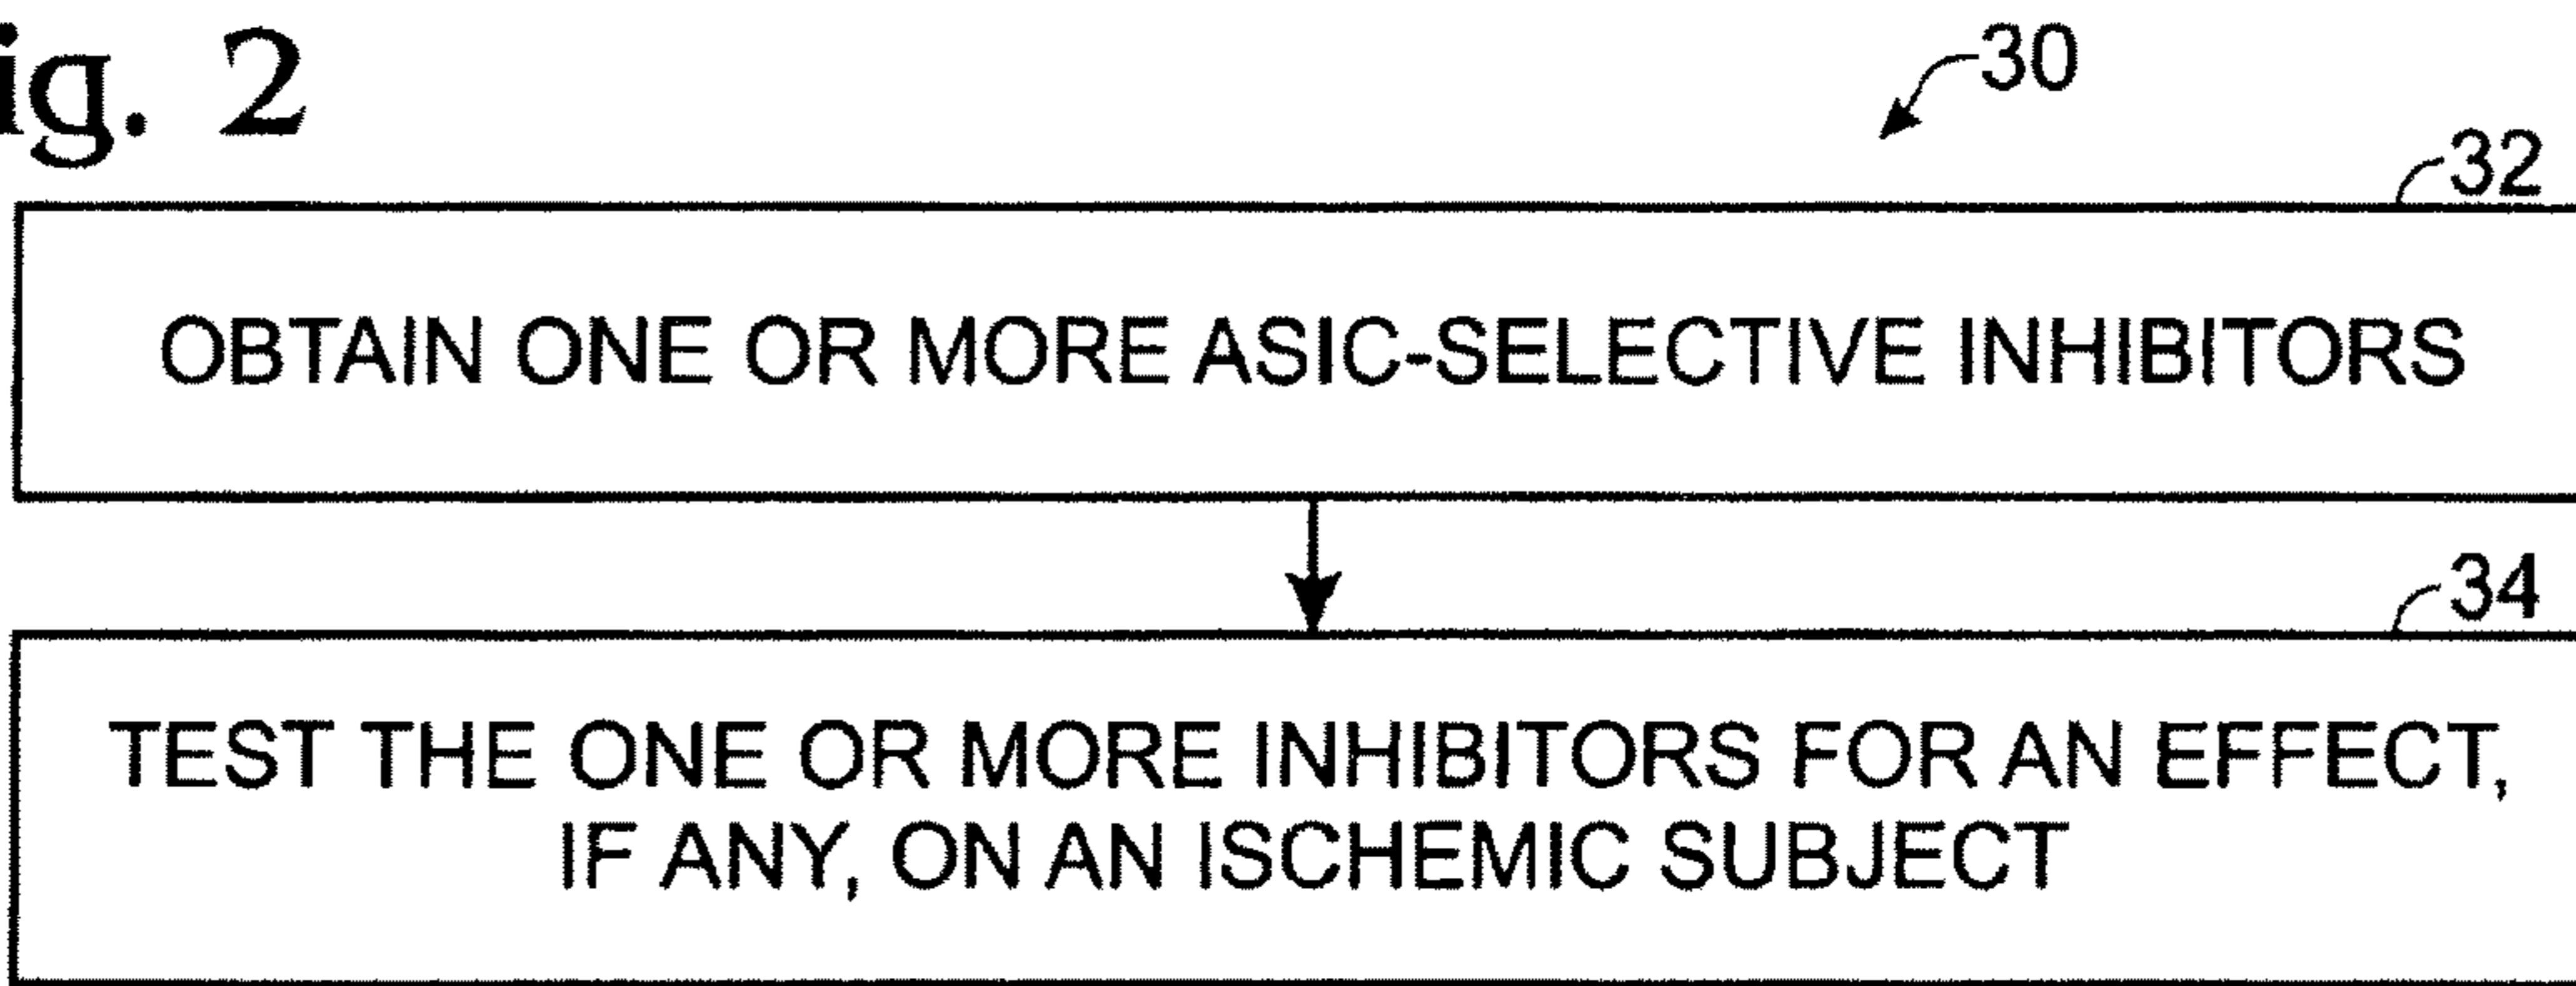 ig. 2
30
32
OBTAIN ONE OR MORE ASIC-SELECTIVE INHIBITORS
34
TEST THE ONE OR MORE INHIBITORS FOR AN EFFECT,
IF ANY, ON AN ISCHEMIC SUBJECT